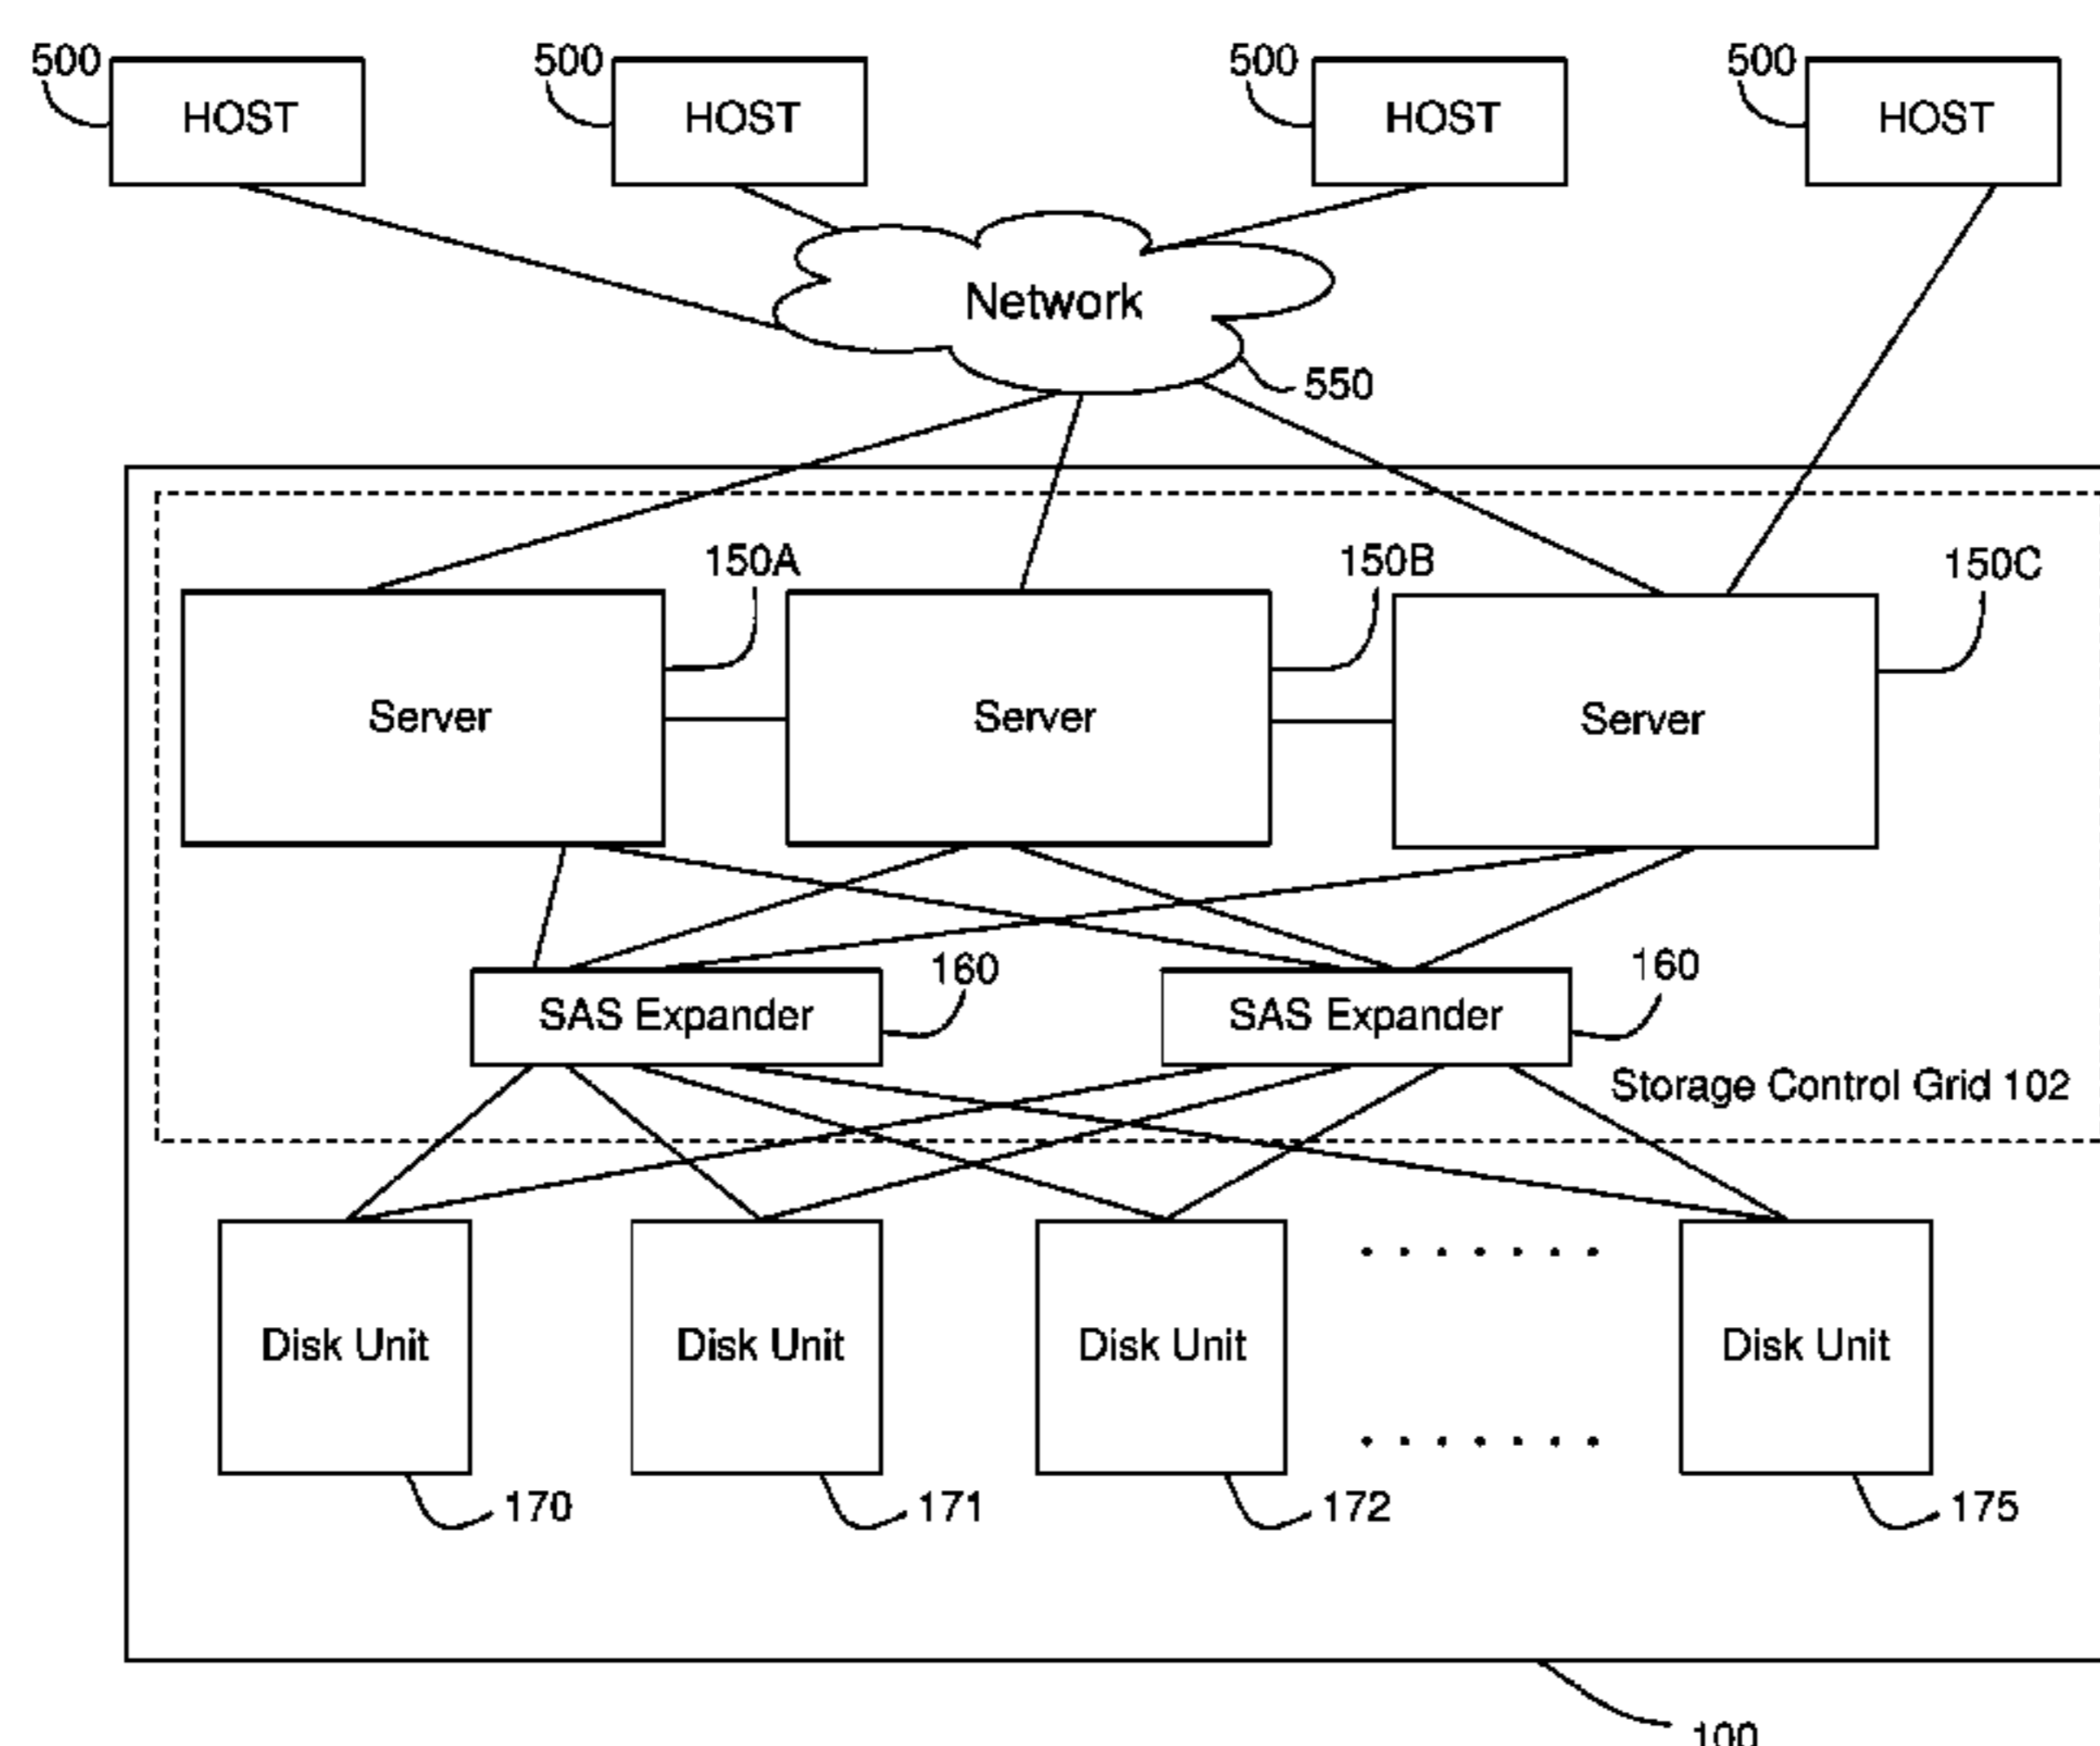 500 500 500 500
HOST HOST HOST HOST
Network
550
150A 150B 150C
Server Server Server
160 160
SAS Expander SAS Expander
Storage Control Grid 102
Disk Unit Disk Unit Disk Unit Disk Unit
170 171 172 175
100